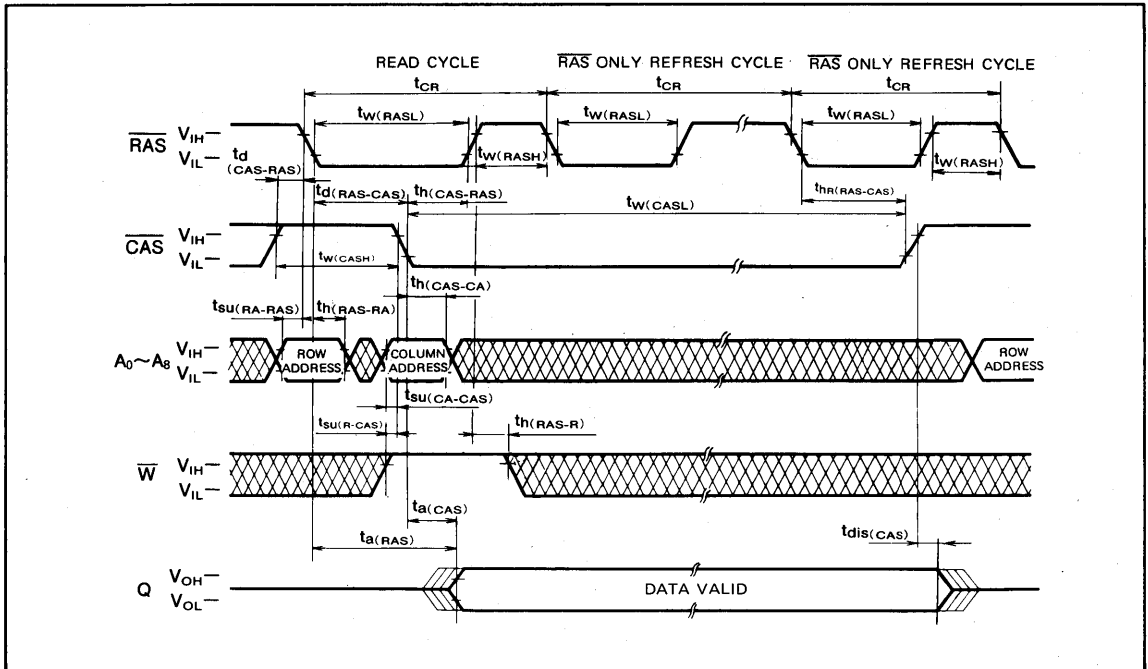 READ CYCLE RAS ONLY REFRESH CYCLE RAS ONLY REFRESH CYCLE
tCR tCR tCR
tW(RASL) tW(RASL) tW(RASL)
RAS VIH
VIL
tW(RASH) tW(RASH)
td
(CAS-RAS)
td(RAS-CAS) th(CAS-RAS) thR(RAS-CAS)
tW(CASL)
CAS VIH
VIL
tW(CASH)
th(CAS-CA)
tsu(RA-RAS) th(RAS-RA)
A0~A8 VIH
VIL
ROW
ADDRESS
COLUMN
ADDRESS
ROW
ADDRESS
tsu(CA-CAS)
tsu(R-CAS) th(RAS-R)
W VIH
VIL
ta(CAS)
ta(RAS) tdis(CAS)
Q VOH
VOL
DATA VALID